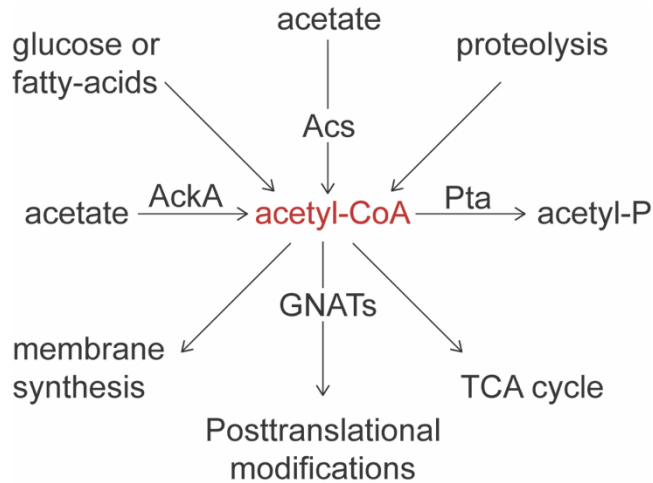 acetate
glucose or
fatty-acids
proteolysis
Acs
acetate
AckA
acetyl-CoA
Pta
acetyl-P
GNATs
membrane
synthesis
TCA cycle
Posttranslational
modifications